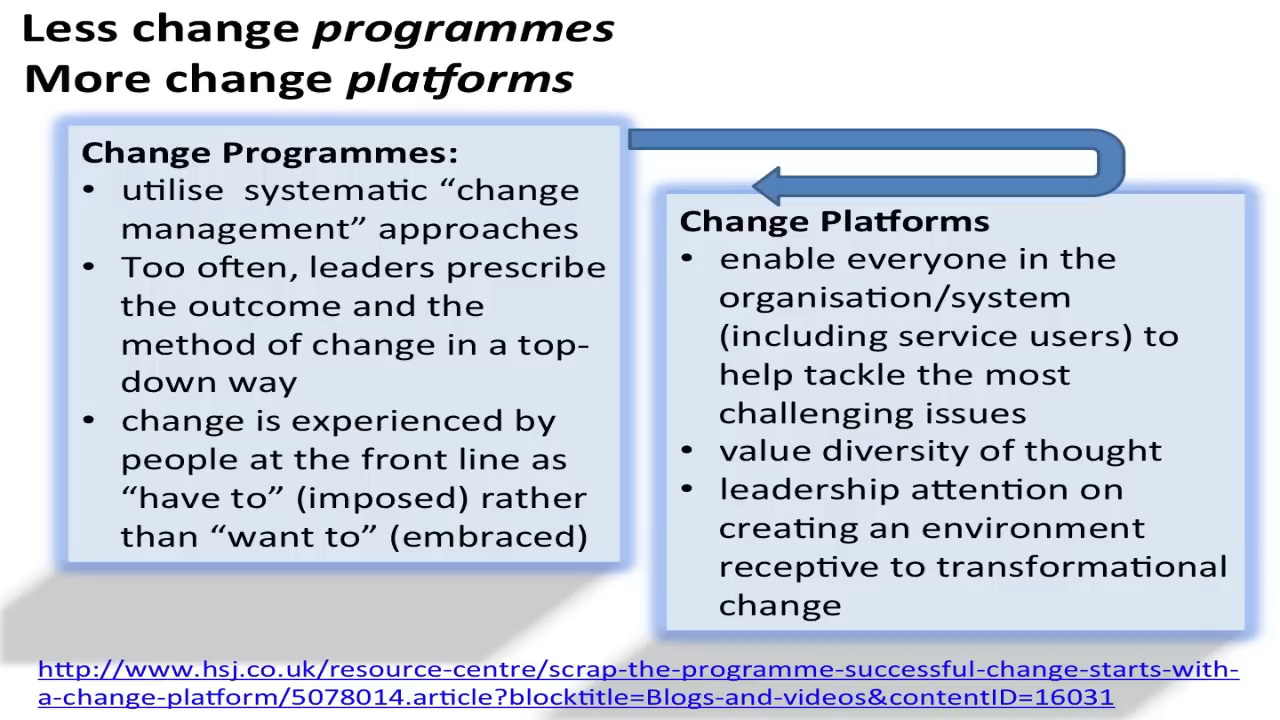 Less change programmes
More change platforms
Change Programmes:
• utilise systematic “change
management” approaches
• Too often, leaders prescribe
the outcome and the
method of change in a top-
down way
• change is experienced by
people at the front line as
“have to” (imposed) rather
than “want to” (embraced)
Change Platforms
• enable everyone in the
organisation/system
(including service users) to
help tackle the most
challenging issues
• value diversity of thought
• leadership attention on
creating an environment
receptive to transformational
change
http://www.hsj.co.uk/resource-centre/scrap-the-programme-successful-change-starts-with-
a-change-platform/5078014.article?blocktitle=Blogs-and-videos&contentID=16031